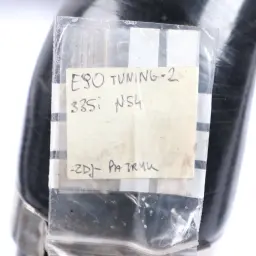 E90 TUNING-2
335i N54
-ZDJ- PATRYK